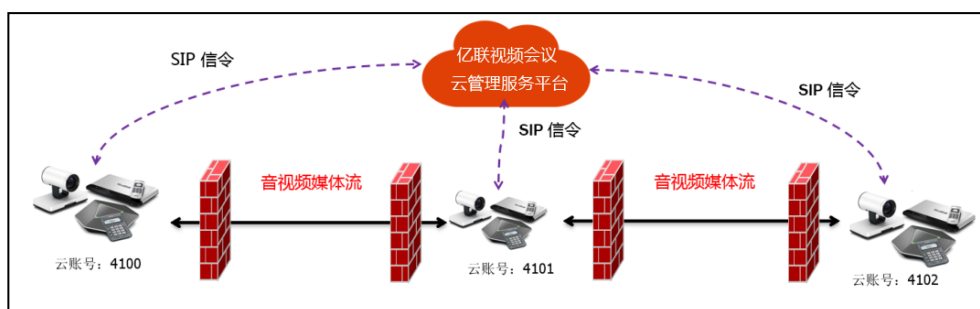 SIP 信令
亿联视频会议
云管理服务平台
SIP 信令
SIP 信令
音视频媒体流
音视频媒体流
云账号：4100
云账号：4101
云账号：4102